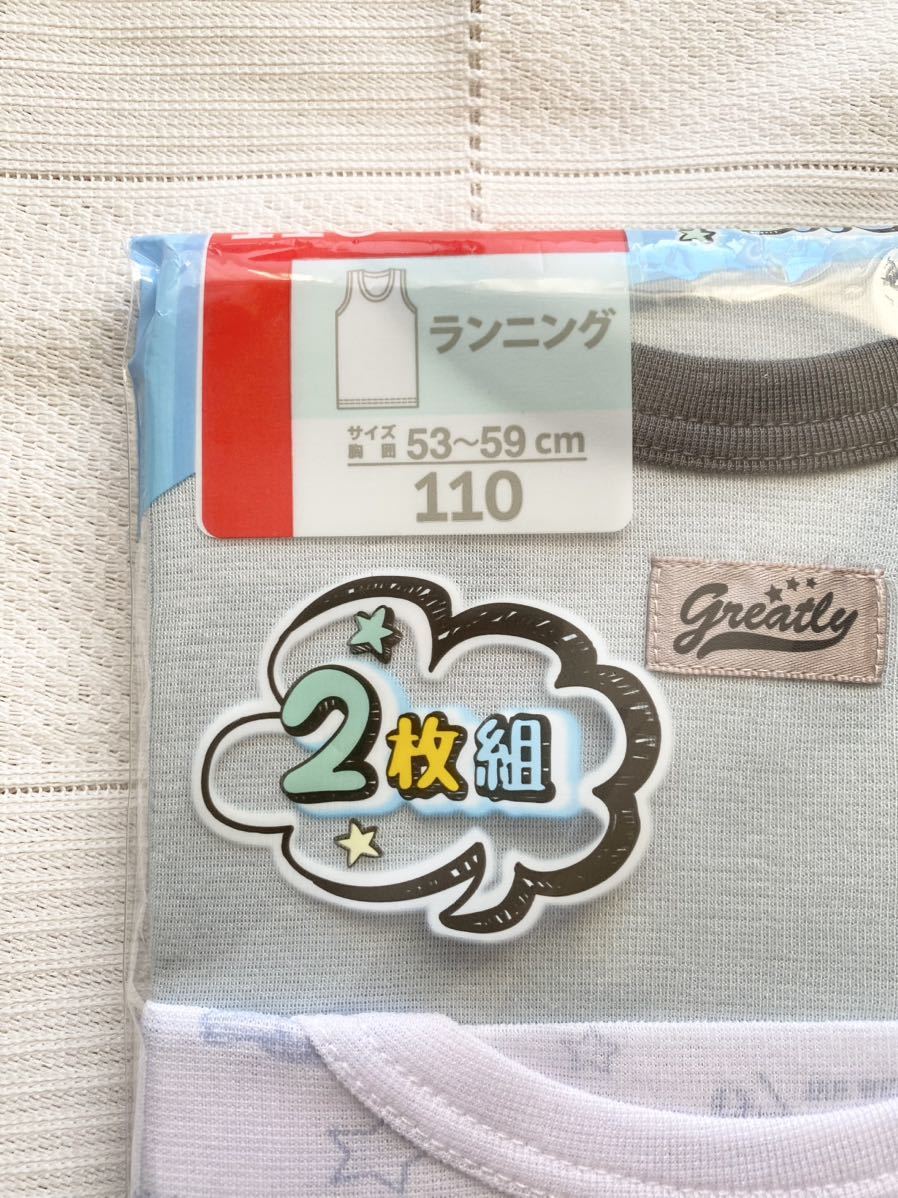 ランニング
サイズ
胸囲 53〜59 cm
110
greatly
2枚組